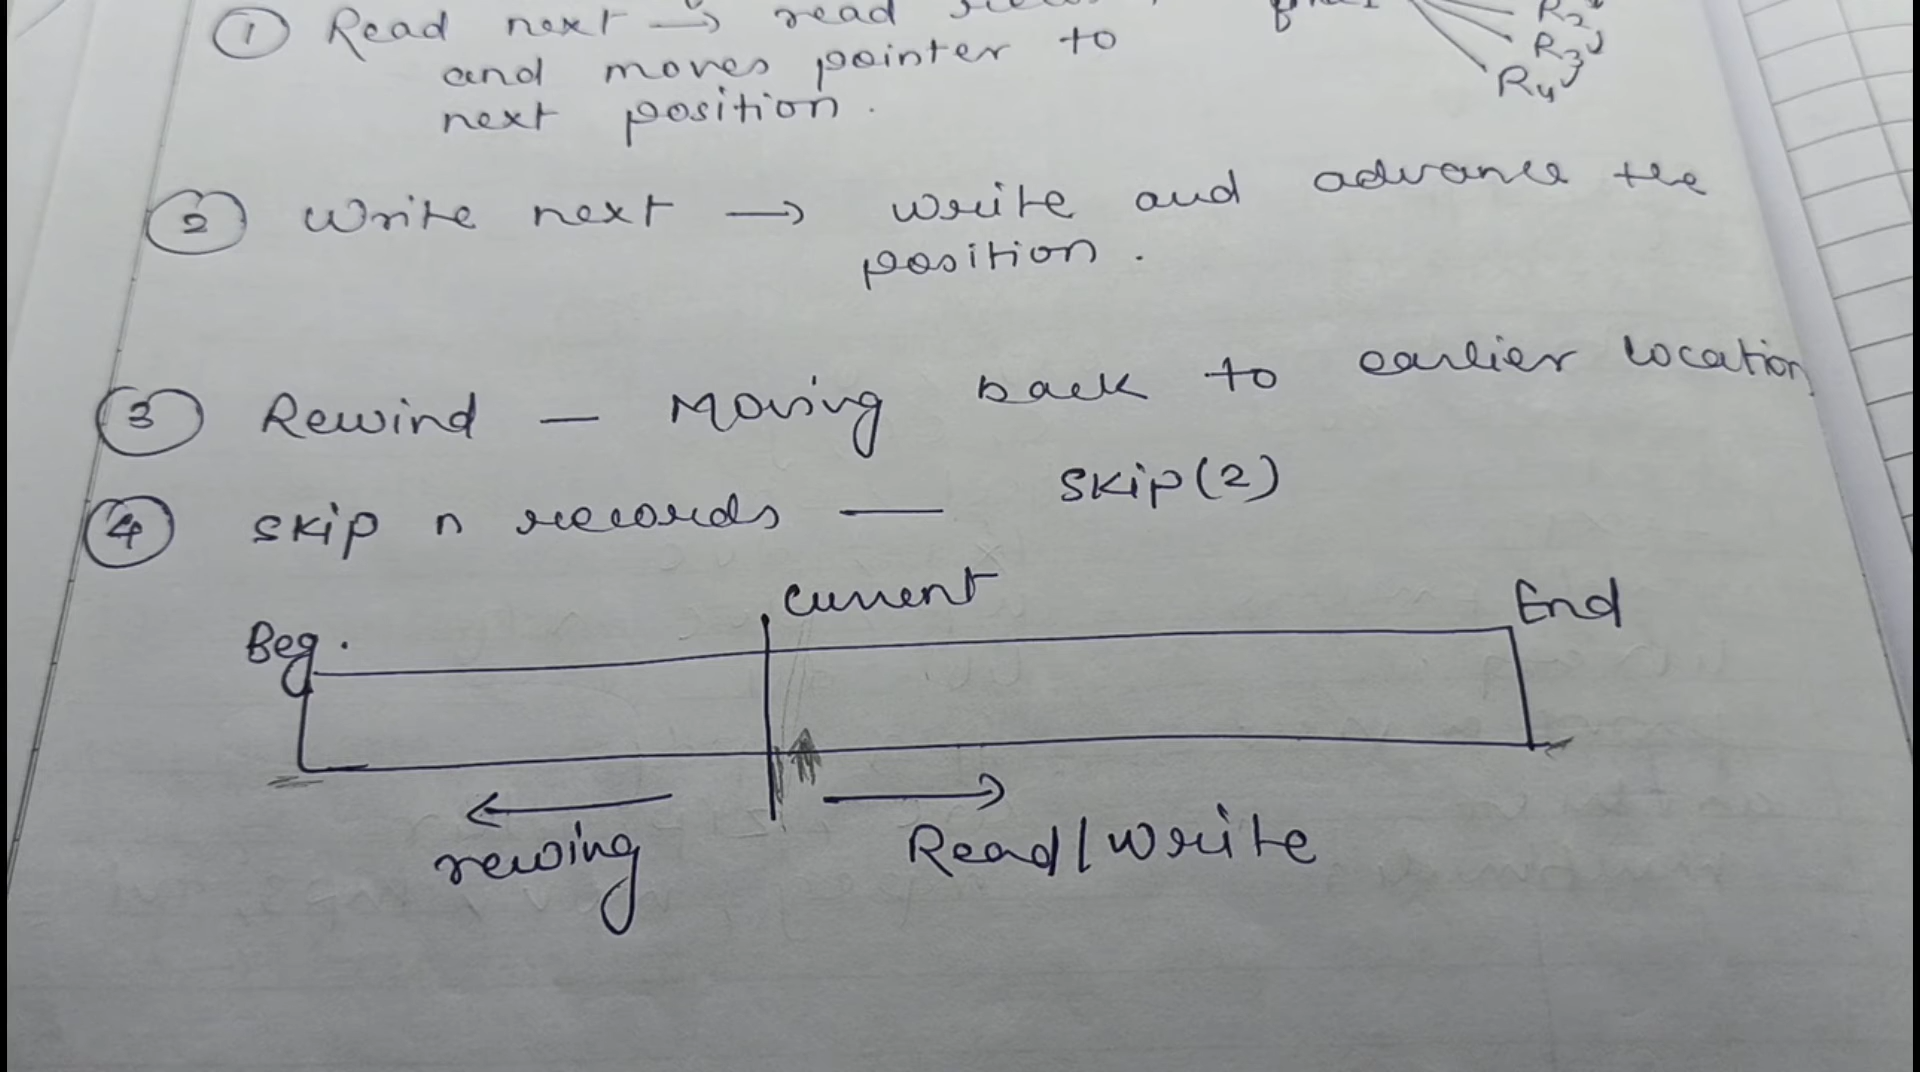 ① Read next → read
R2
and moves pointer to
R3
next position.
R4
② Write next → write and advance the
position.
③ Rewind — Moving back to earlier location
④ skip n records — skip(2)
Beg. current End
rewing Read/Write